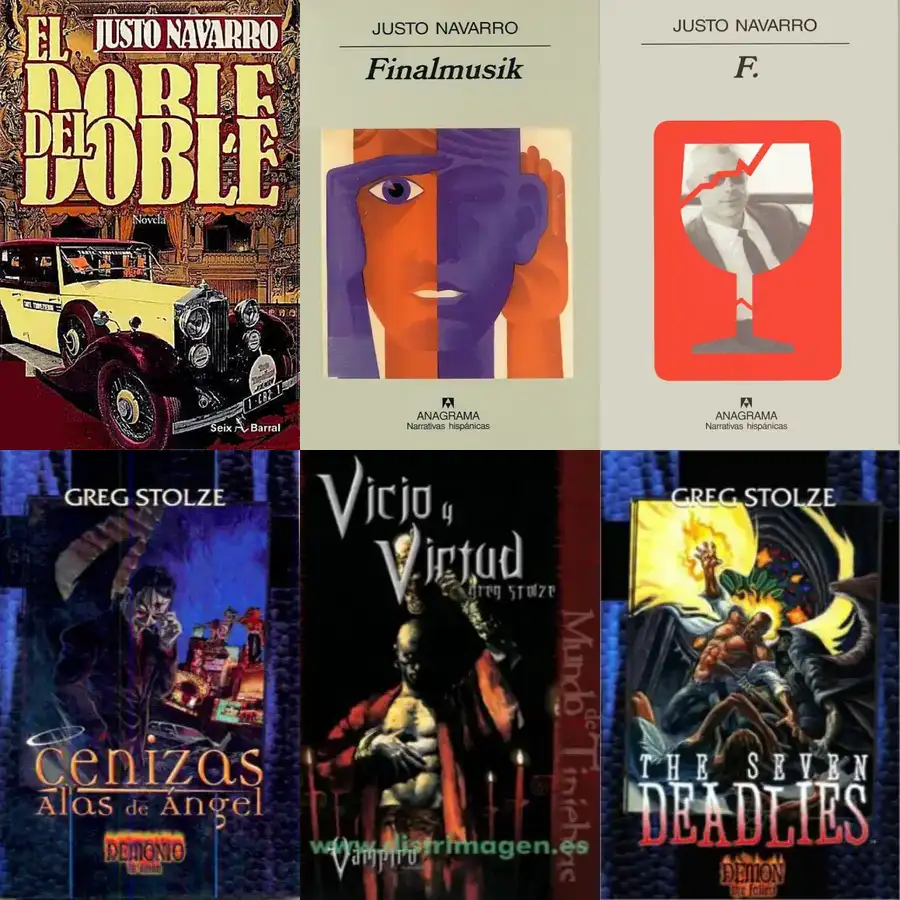 EL
JUSTO NAVARRO
DOBLE
DEL
DOBLE
Novela
Seix Barral
JUSTO NAVARRO
Finalmusik
ANAGRAMA
Narrativas hispánicas
JUSTO NAVARRO
F.
ANAGRAMA
Narrativas hispánicas
GREG STOLZE
Cenizas
Alas de Ángel
DEMONIO
Vicio y
Virtud
Greg Stolze
Mundo de Tinieblas
www.distrimagen.es
Vampiro
GREG STOLZE
THE SEVEN
DEADLIES
DEMON
the fallen